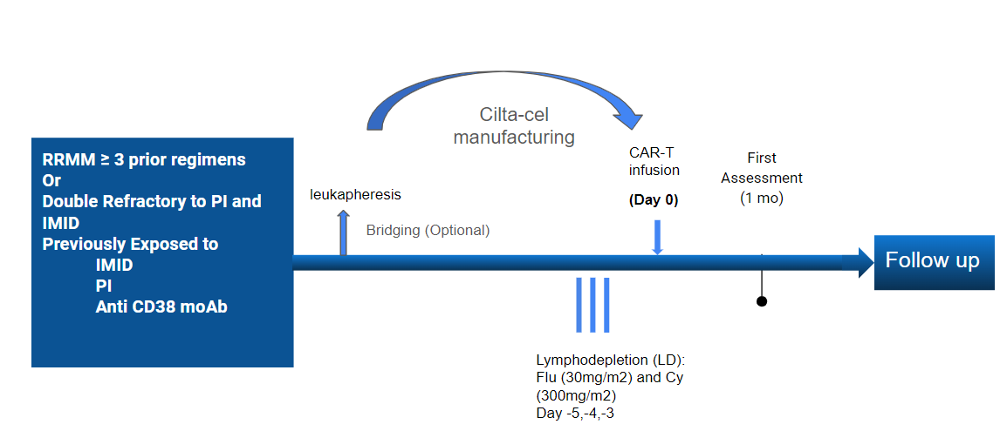 RRMM ≥ 3 prior regimens
Or
Double Refractory to PI and
IMID
Previously Exposed to
IMID
PI
Anti CD38 moAb
leukapheresis
Bridging (Optional)
Cilta-cel
manufacturing
CAR-T
infusion
(Day 0)
First
Assessment
(1 mo)
Follow up
Lymphodepletion (LD):
Flu (30mg/m2) and Cy
(300mg/m2)
Day -5,-4,-3